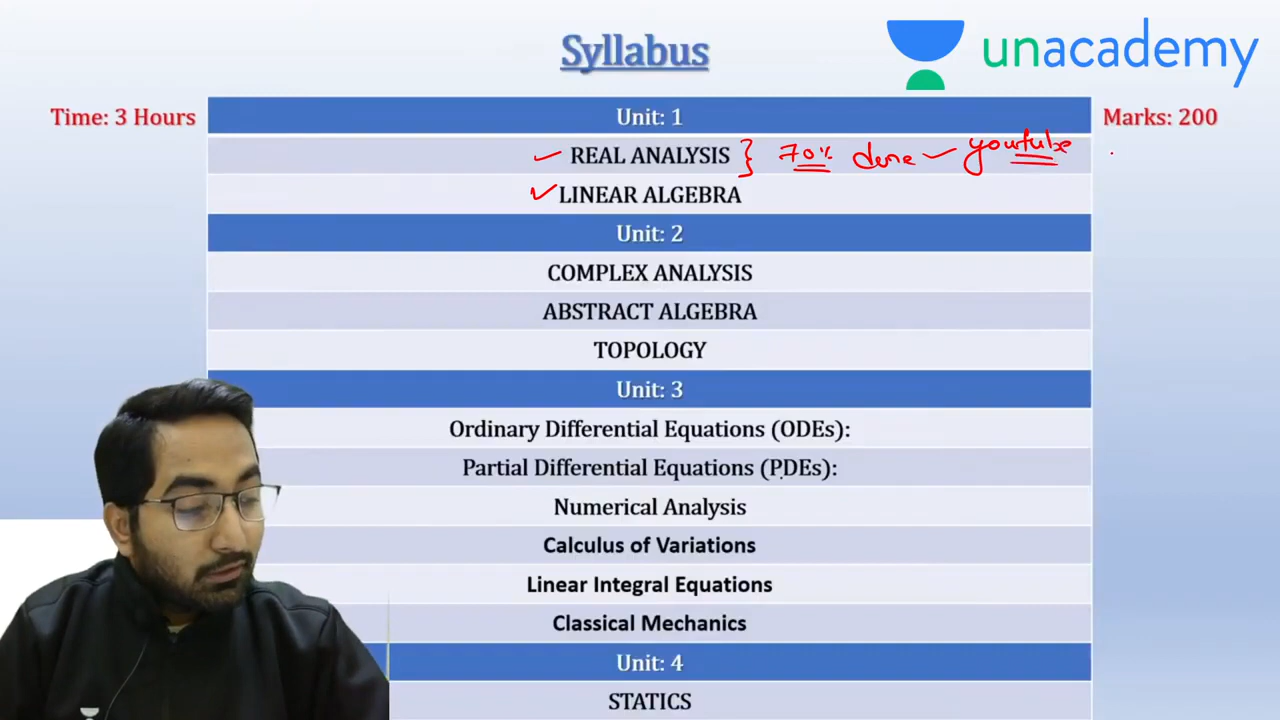 Syllabus
unacademy
Time: 3 Hours
Unit: 1
Marks: 200
REAL ANALYSIS } 70% done youtube
LINEAR ALGEBRA
Unit: 2
COMPLEX ANALYSIS
ABSTRACT ALGEBRA
TOPOLOGY
Unit: 3
Ordinary Differential Equations (ODEs):
Partial Differential Equations (PDEs):
Numerical Analysis
Calculus of Variations
Linear Integral Equations
Classical Mechanics
Unit: 4
STATICS